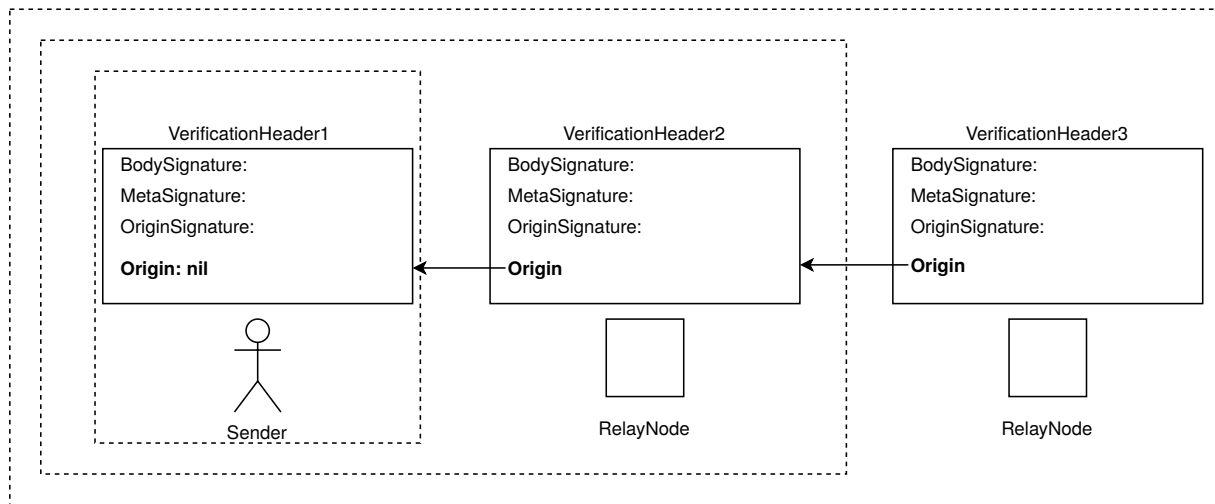 VerificationHeader1
BodySignature:
MetaSignature:
OriginSignature:
Origin: nil
Sender
VerificationHeader2
BodySignature:
MetaSignature:
OriginSignature:
Origin
RelayNode
VerificationHeader3
BodySignature:
MetaSignature:
OriginSignature:
Origin
RelayNode